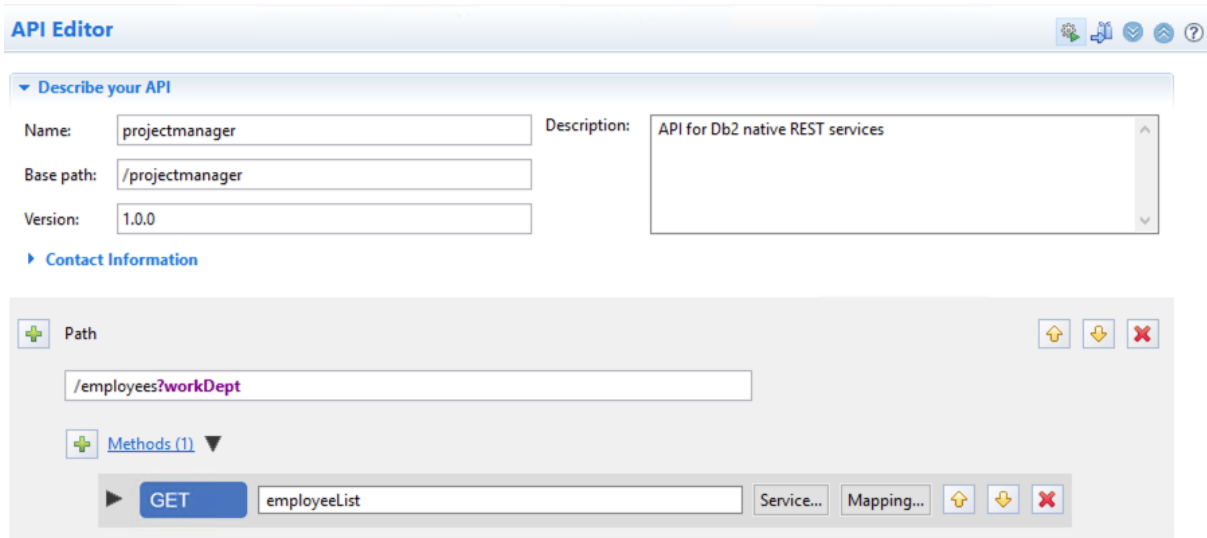 API Editor
Describe your API
Name: projectmanager Description: API for Db2 native REST services
Base path: /projectmanager
Version: 1.0.0
Contact Information
Path
/employees?workDept
Methods (1)
GET employeeList Service... Mapping...